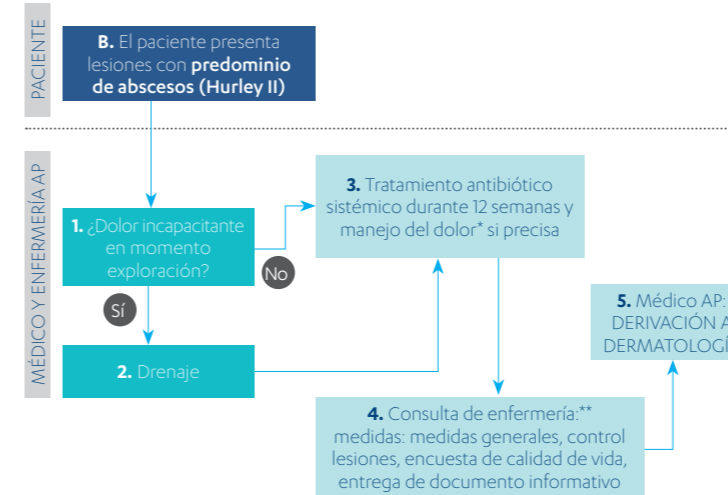 PACIENTE
B. El paciente presenta
lesiones con predominio
de abscesos (Hurley II)
MÉDICO Y ENFERMERÍA AP
1. ¿Dolor incapacitante
en momento
exploración?
No
Sí
2. Drenaje
3. Tratamiento antibiótico
sistémico durante 12 semanas y
manejo del dolor* si precisa
4. Consulta de enfermería:**
medidas: medidas generales, control
lesiones, encuesta de calidad de vida,
entrega de documento informativo
5. Médico AP:
DERIVACIÓN A
DERMATOLOGÍ